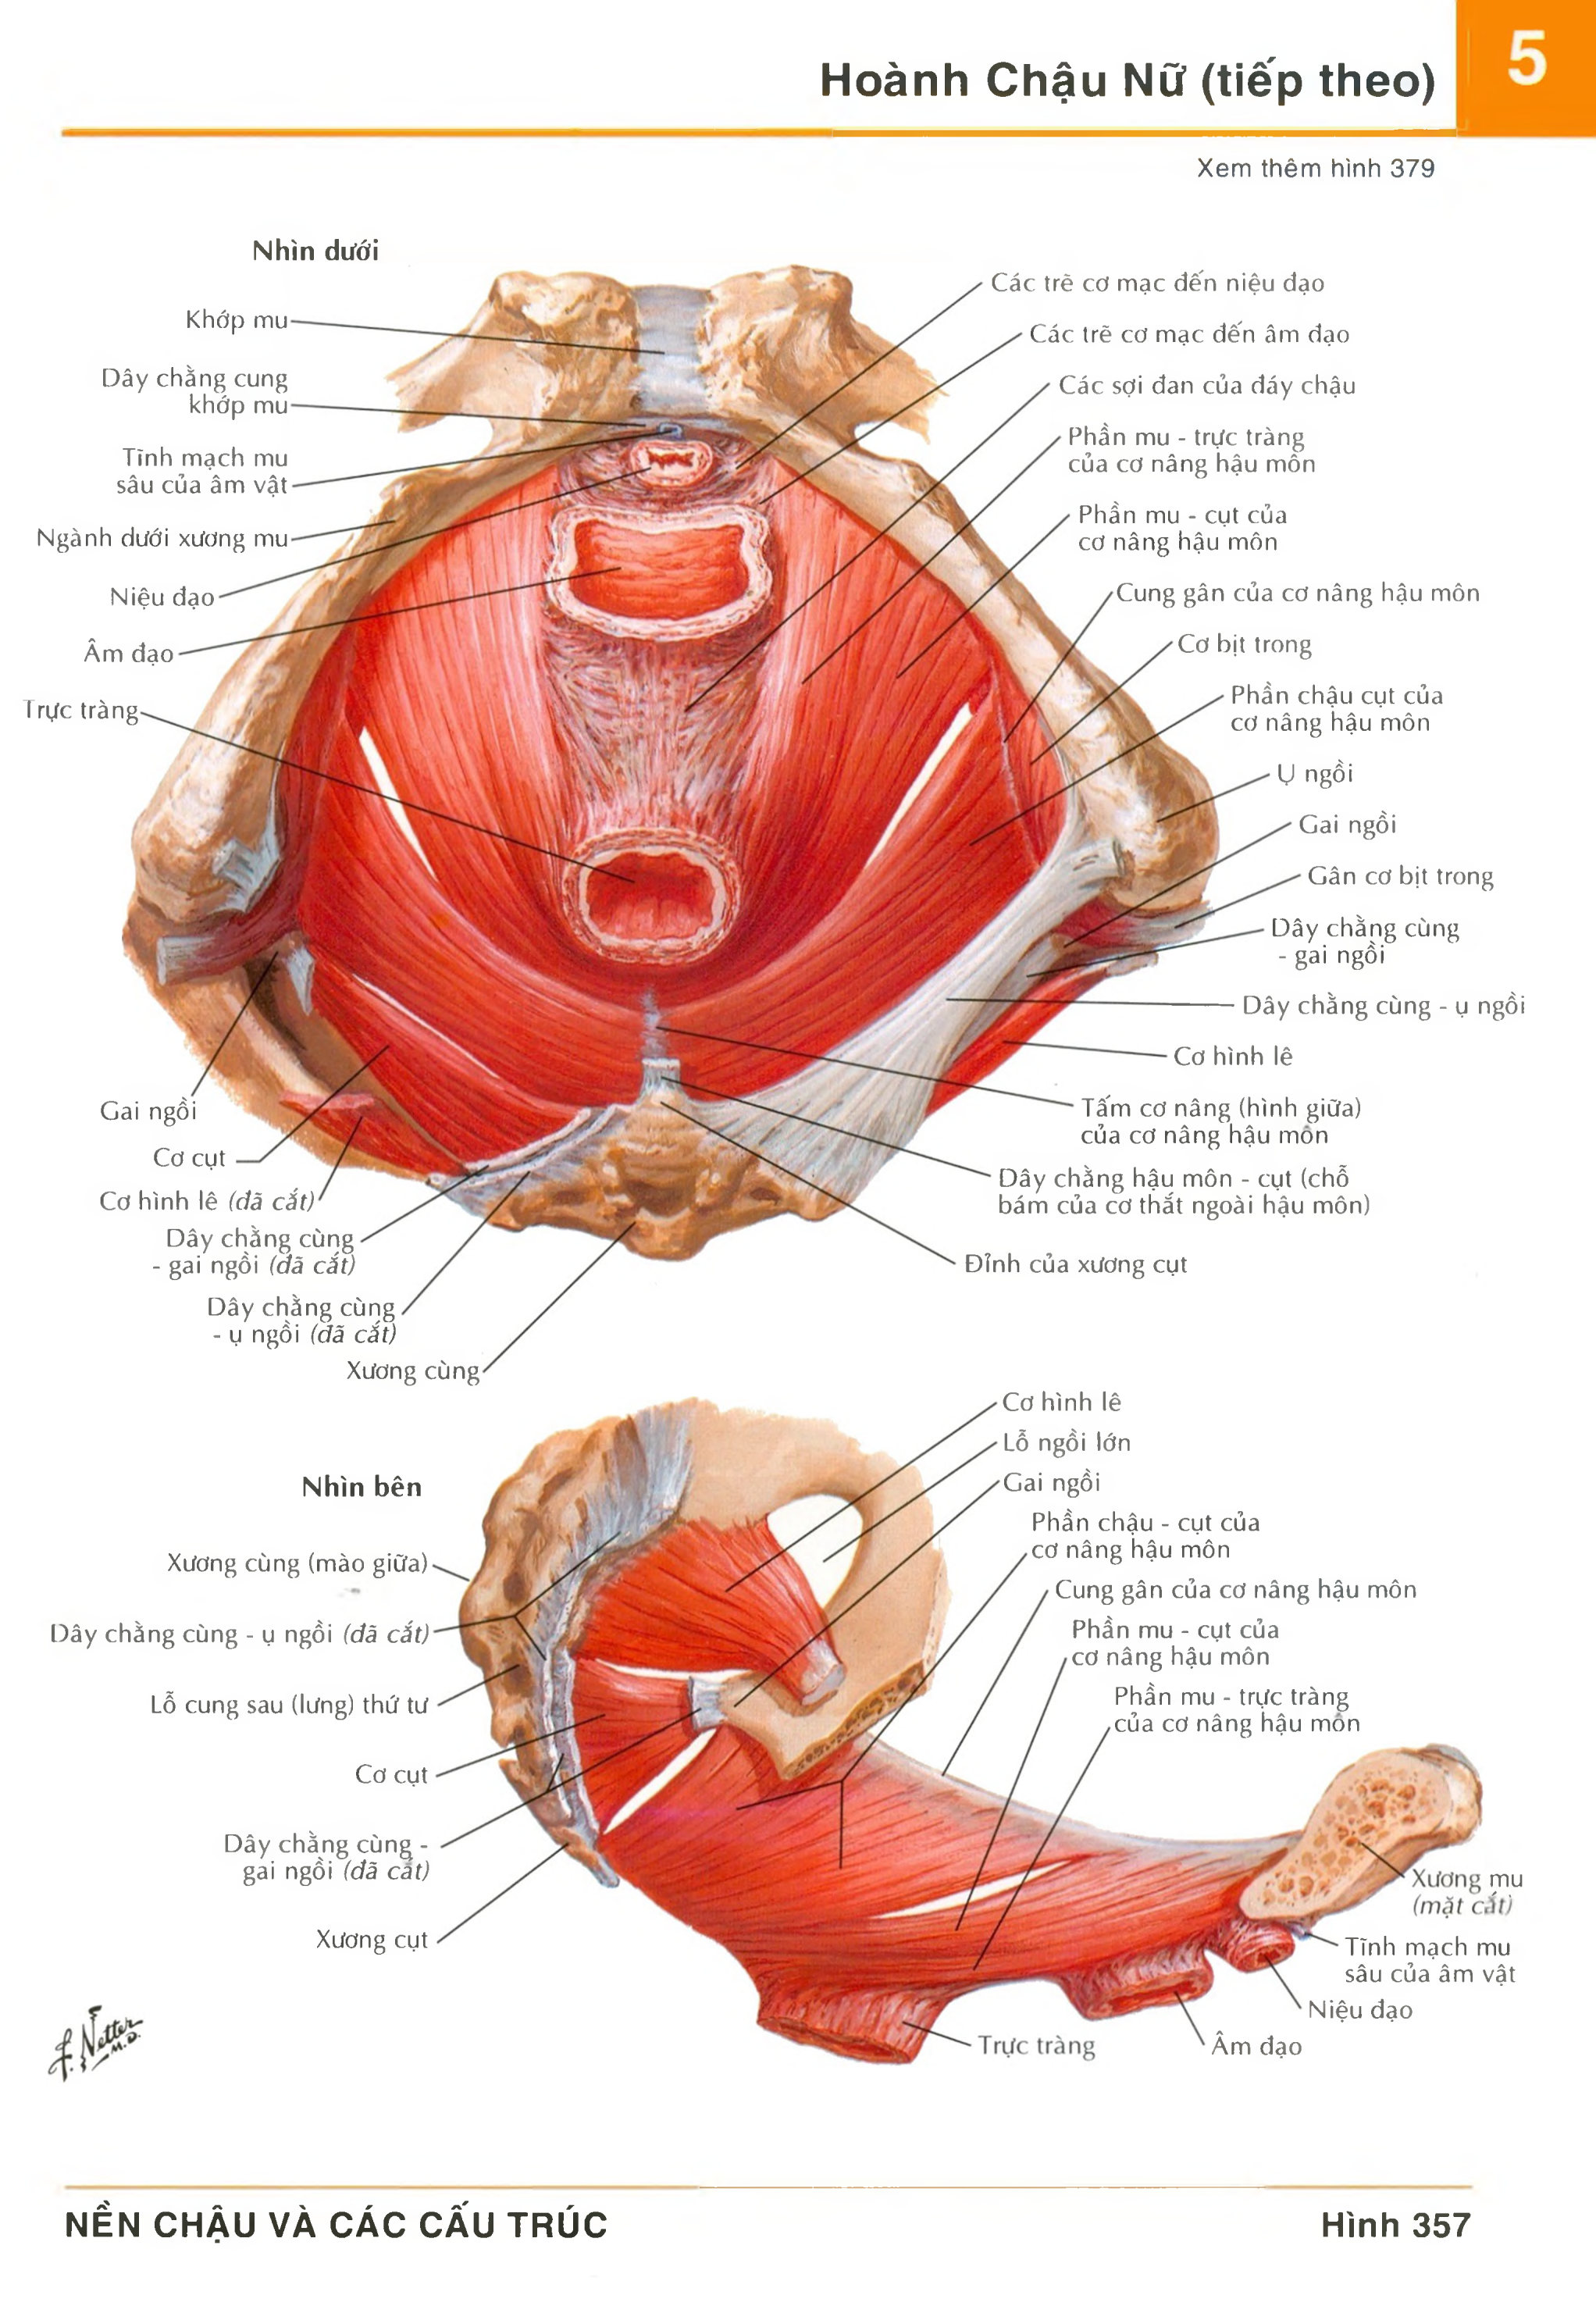 Hoành Chậu Nữ (tiếp theo)
5
Xem thêm hình 379
Nhìn dưới
Khớp mu
Dây chằng cung
khớp mu
Tĩnh mạch mu
sâu của âm vật
Ngành dưới xương mu
Niệu đạo
Âm đạo
Trực tràng
Gai ngồi
Cơ cụt
Cơ hình lê (đã cắt)
Dây chằng cùng
- gai ngồi (đã cắt)
Dây chằng cùng
- ụ ngồi (đã cắt)
Xương cùng
Các trẽ cơ mạc đến niệu đạo
Các trẽ cơ mạc đến âm đạo
Các sợi đan của đáy chậu
Phần mu - trực tràng
của cơ nâng hậu môn
Phần mu - cụt của
cơ nâng hậu môn
Cung gân của cơ nâng hậu môn
Cơ bịt trong
Phần chậu cụt của
cơ nâng hậu môn
Ụ ngồi
Gai ngồi
Gân cơ bịt trong
Dây chằng cùng
- gai ngồi
Dây chằng cùng - ụ ngồi
Cơ hình lê
Tấm cơ nâng (hình giữa)
của cơ nâng hậu môn
Dây chằng hậu môn - cụt (chỗ
bám của cơ thắt ngoài hậu môn)
Đỉnh của xương cụt
Nhìn bên
Xương cùng (mào giữa)
Dây chằng cùng - ụ ngồi (đã cắt)
Lỗ cung sau (lưng) thứ tư
Cơ cụt
Dây chằng cùng -
gai ngồi (đã cắt)
Xương cụt
Cơ hình lê
Lỗ ngồi lớn
Gai ngồi
Phần chậu - cụt của
cơ nâng hậu môn
Cung gân của cơ nâng hậu môn
Phần mu - cụt của
cơ nâng hậu môn
Phần mu - trực tràng
của cơ nâng hậu môn
Xương mu
(mặt cắt)
Tĩnh mạch mu
sâu của âm vật
Niệu đạo
Âm đạo
Trực tràng
F. Netter
M.D.
NỀN CHẬU VÀ CÁC CẤU TRÚC
Hình 357